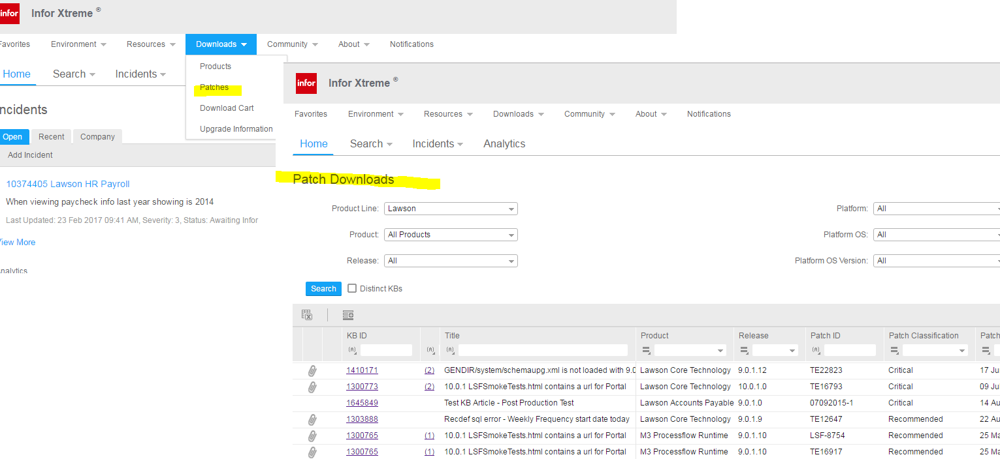 infor Infor Xtreme ®
Favorites Environment Resources Downloads Community About Notifications
Products
Patches
Download Cart
Upgrade Information
Home Search Incidents
ncidents
Open Recent Company
Add Incident
10374405 Lawson HR Payroll
When viewing paycheck info last year showing is 2014
Last Updated: 23 Feb 2017 09:41 AM, Severity: 3, Status: Awaiting Infor
View More
nalytics
infor Infor Xtreme ®
Favorites Environment Resources Downloads Community About Notifications
Home Search Incidents Analytics
Patch Downloads
Product Line: Lawson Platform: All
Product: All Products Platform OS: All
Release: All Platform OS Version: All
Search Distinct KBs
KB ID Title Product Release Patch ID Patch Classification Patch
1410171 (2) GENDIR/system/schemaupg.xml is not loaded with 9.0 Lawson Core Technology 9.0.1.12 TE22823 Critical 17 Ju
1300773 (2) 10.0.1 LSFSmokeTests.html contains a url for Portal Lawson Core Technology 10.0.1.0 TE16793 Critical 09 Ju
1645849 Test KB Article - Post Production Test Lawson Accounts Payable 9.0.1.0 07092015-1 Critical 14 Au
1303888 Recdef sql error - Weekly Frequency start date today Lawson Core Technology 9.0.1.9 TE12647 Recommended 22 Au
1300765 (1) 10.0.1 LSFSmokeTests.html contains a url for Portal M3 Processflow Runtime 9.0.1.10 LSF-8754 Recommended 25 Ma
1300765 (1) 10.0.1 LSFSmokeTests.html contains a url for Portal M3 Processflow Runtime 9.0.1.10 TE16917 Recommended 25 Ma